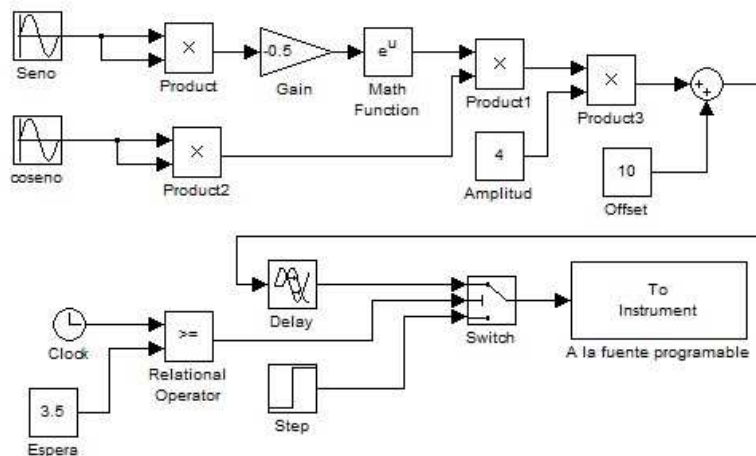 Seno
×
Product
-0.5
Gain
e^u
Math
Function
×
Product1
×
Product3
+
+
coseno
×
Product2
4
Amplitud
10
Offset
Delay
Switch
To
Instrument
A la fuente programable
Clock
>=
Relational
Operator
3.5
Espera
Step